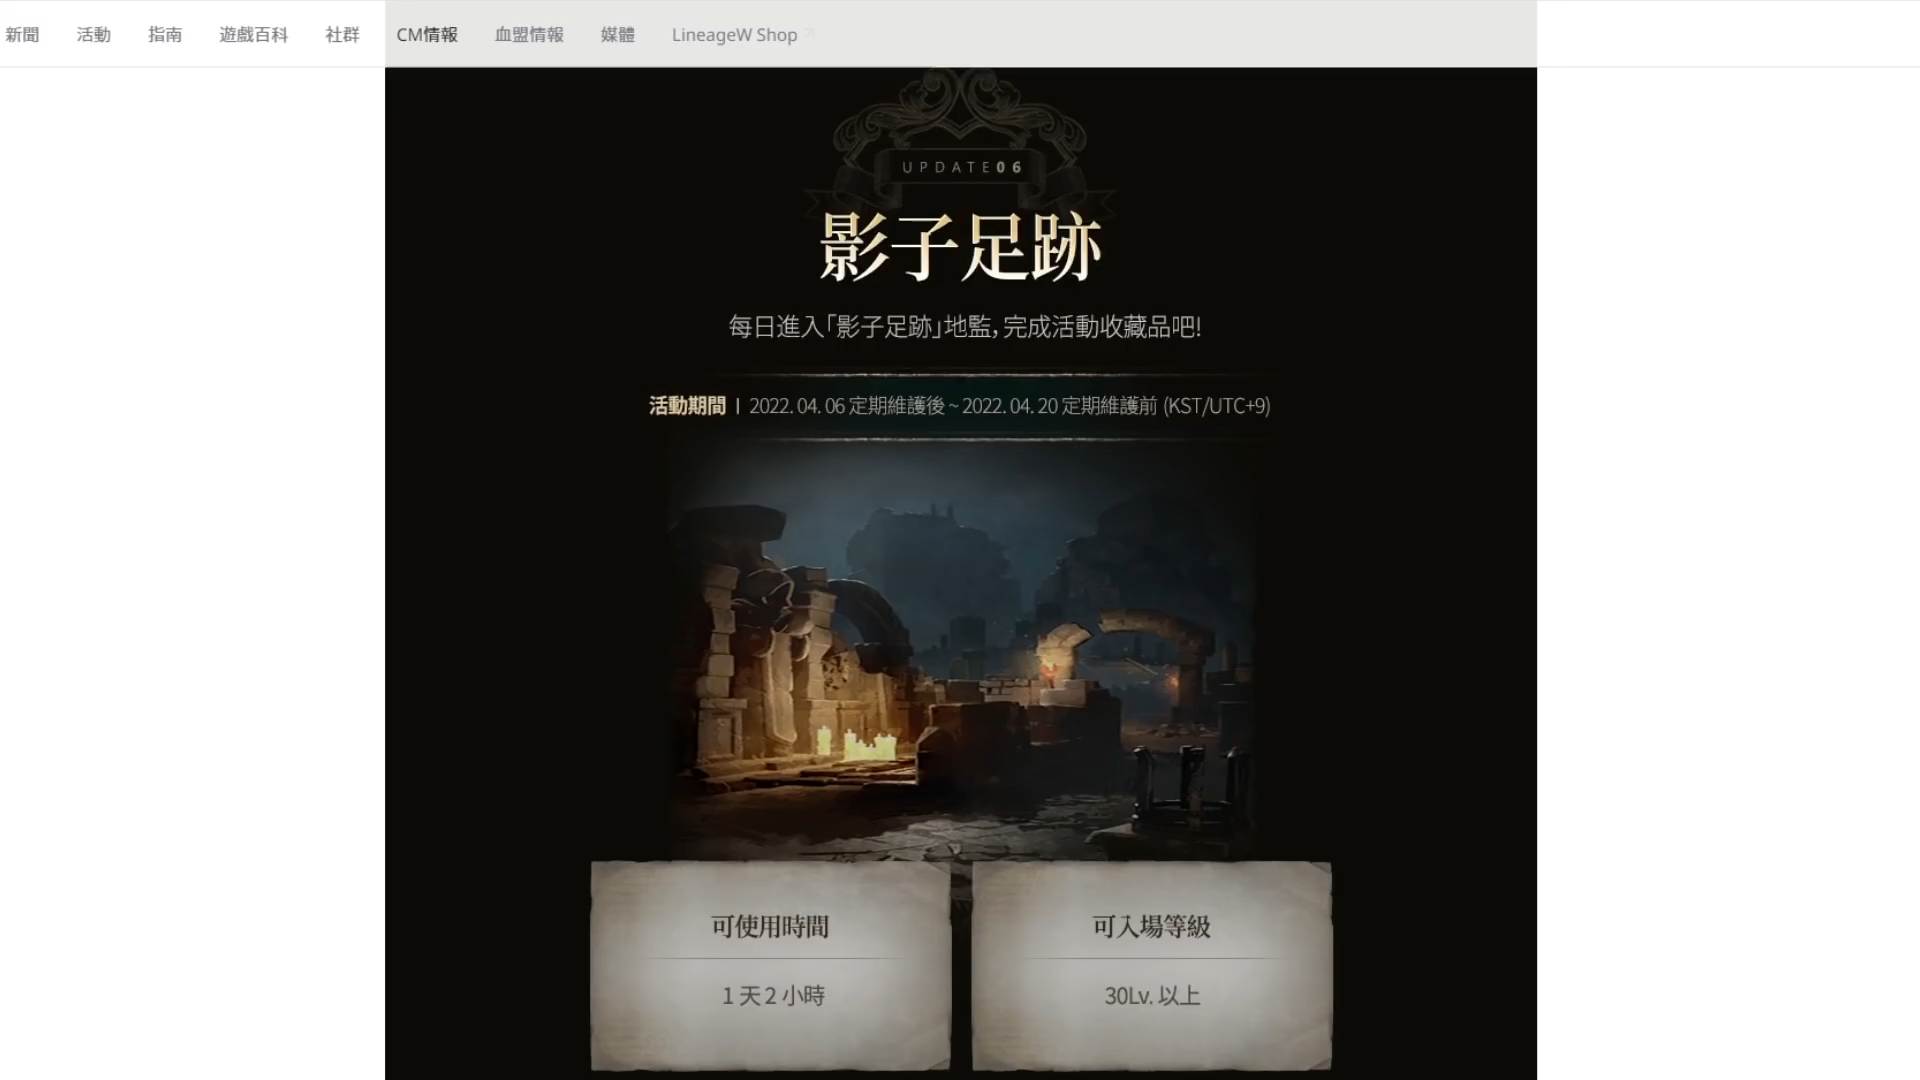 新聞 活動 指南 遊戲百科 社群 CM情報 血盟情報 媒體 LineageW Shop
UPDATE06
影子足跡
每日進入「影子足跡」地監, 完成活動收藏品吧!
活動期間 | 2022. 04. 06 定期維護後 ~ 2022. 04. 20 定期維護前 (KST/UTC+9)
可使用時間
1 天 2 小時
可入場等級
30Lv. 以上